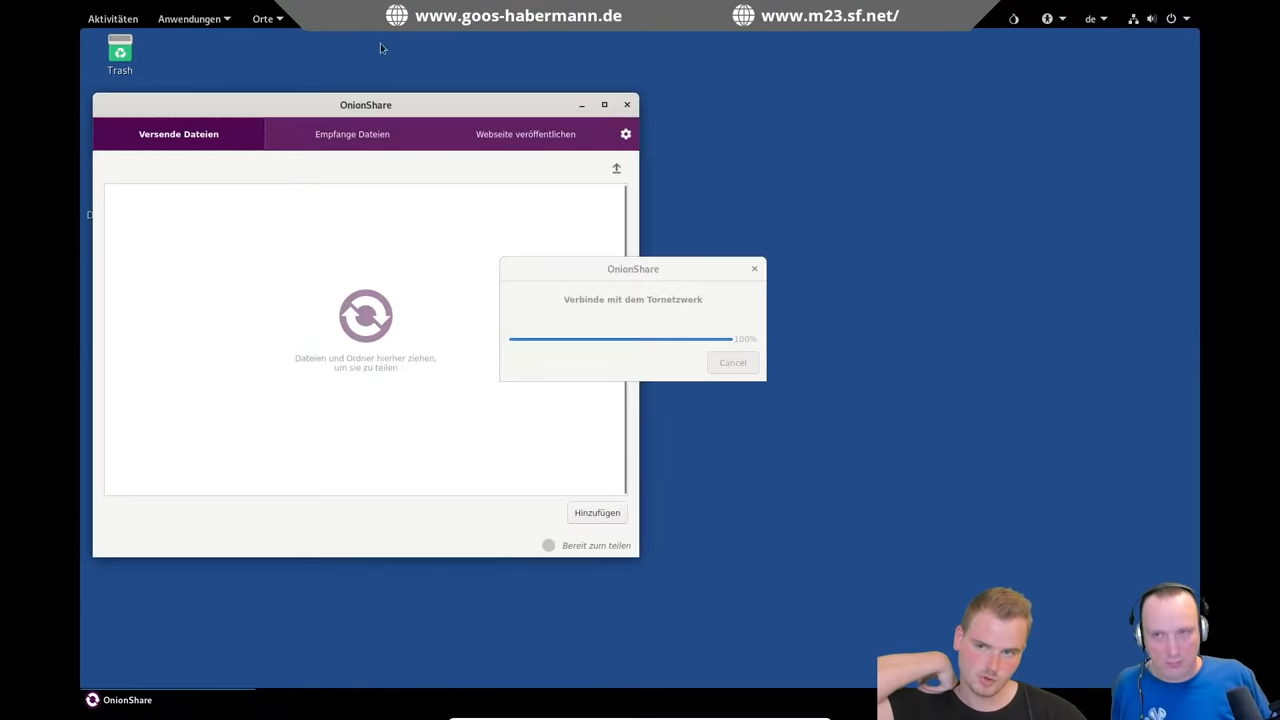 Aktivitäten Anwendungen Orte www.goos-habermann.de www.m23.sf.net/ de
Trash
OnionShare
Versende Dateien Empfange Dateien Webseite veröffentlichen
D
OnionShare
Verbinde mit dem Tornetzwerk
100%
Cancel
Dateien und Ordner hierher ziehen,
um sie zu teilen
Hinzufügen
Bereit zum teilen
OnionShare